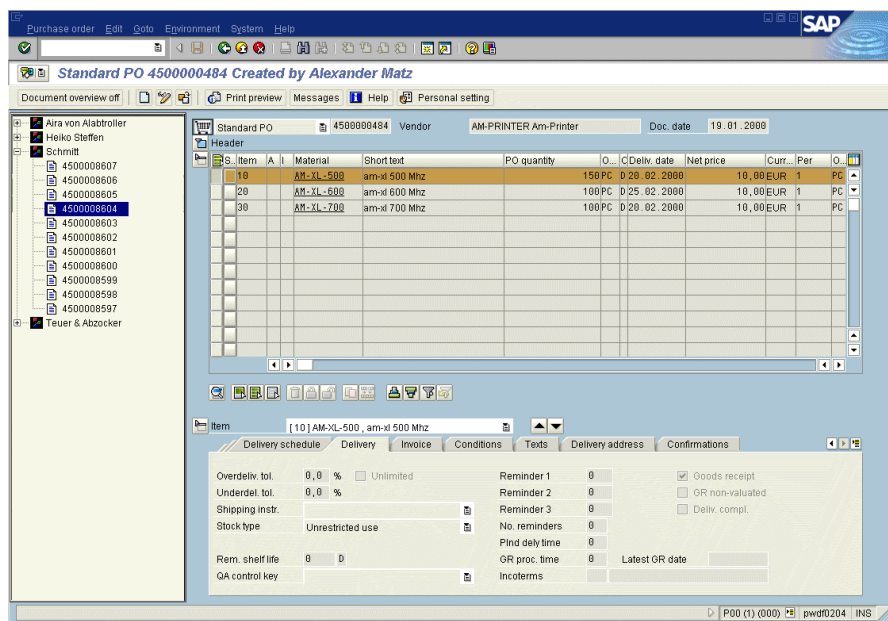 Purchase order Edit Goto Environment System Help
SAP
Standard PO 4500000484 Created by Alexander Matz
Document overview off Print preview Messages Help Personal setting
Aira von Alabtroller
Heiko Steffen
Schmitt
4500008607
4500008606
4500008605
4500008604
4500008603
4500008602
4500008601
4500008600
4500008599
4500008598
4500008597
Teuer & Abzocker
Standard PO 4500000484 Vendor AM-PRINTER Am-Printer Doc. date 19.01.2000
Header
S.. Item A I Material Short text PO quantity O... C Deliv. date Net price Curr... Per O...
10 AM-XL-500 am-xl 500 Mhz 150 PC D 20.02.2000 10,00 EUR 1 PC
20 AM-XL-600 am-xl 600 Mhz 100 PC D 25.02.2000 10,00 EUR 1 PC
30 AM-XL-700 am-xl 700 Mhz 100 PC D 28.02.2000 10,00 EUR 1 PC
Item [ 10 ] AM-XL-500 , am-xl 500 Mhz
Delivery schedule Delivery Invoice Conditions Texts Delivery address Confirmations
Overdeliv. tol. 0,0 % Unlimited Reminder 1 0 Goods receipt
Underdel. tol. 0,0 % Reminder 2 0 GR non-valuated
Shipping instr. Reminder 3 0 Deliv. compl.
Stock type Unrestricted use No. reminders 0
Plnd dely time 0
Rem. shelf life 0 D GR proc. time 0 Latest GR date
QA control key Incoterms
P00 (1) (000) pwdf0204 INS